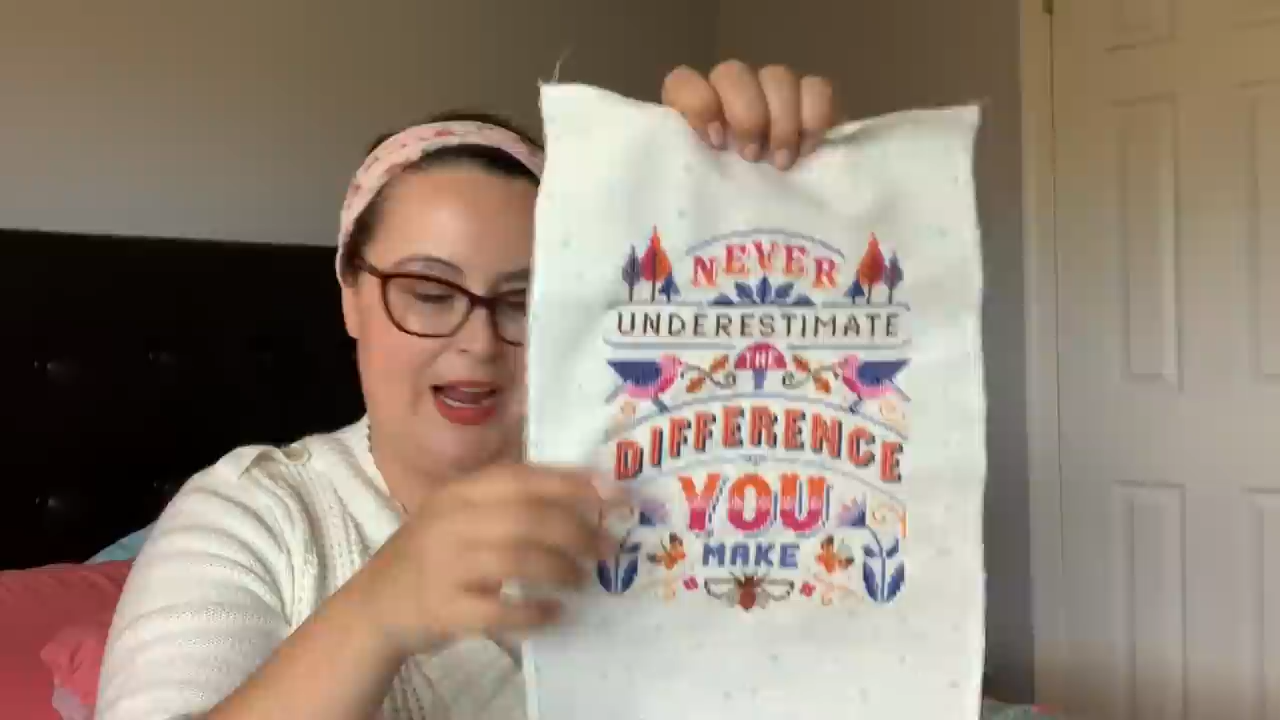 NEVER
UNDERESTIMATE
THE
DIFFERENCE
YOU
MAKE